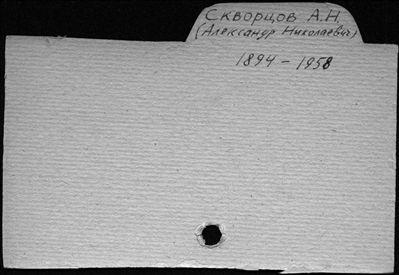 Скворцов А.Н.
(Александр Николаевич)
1894 - 1958